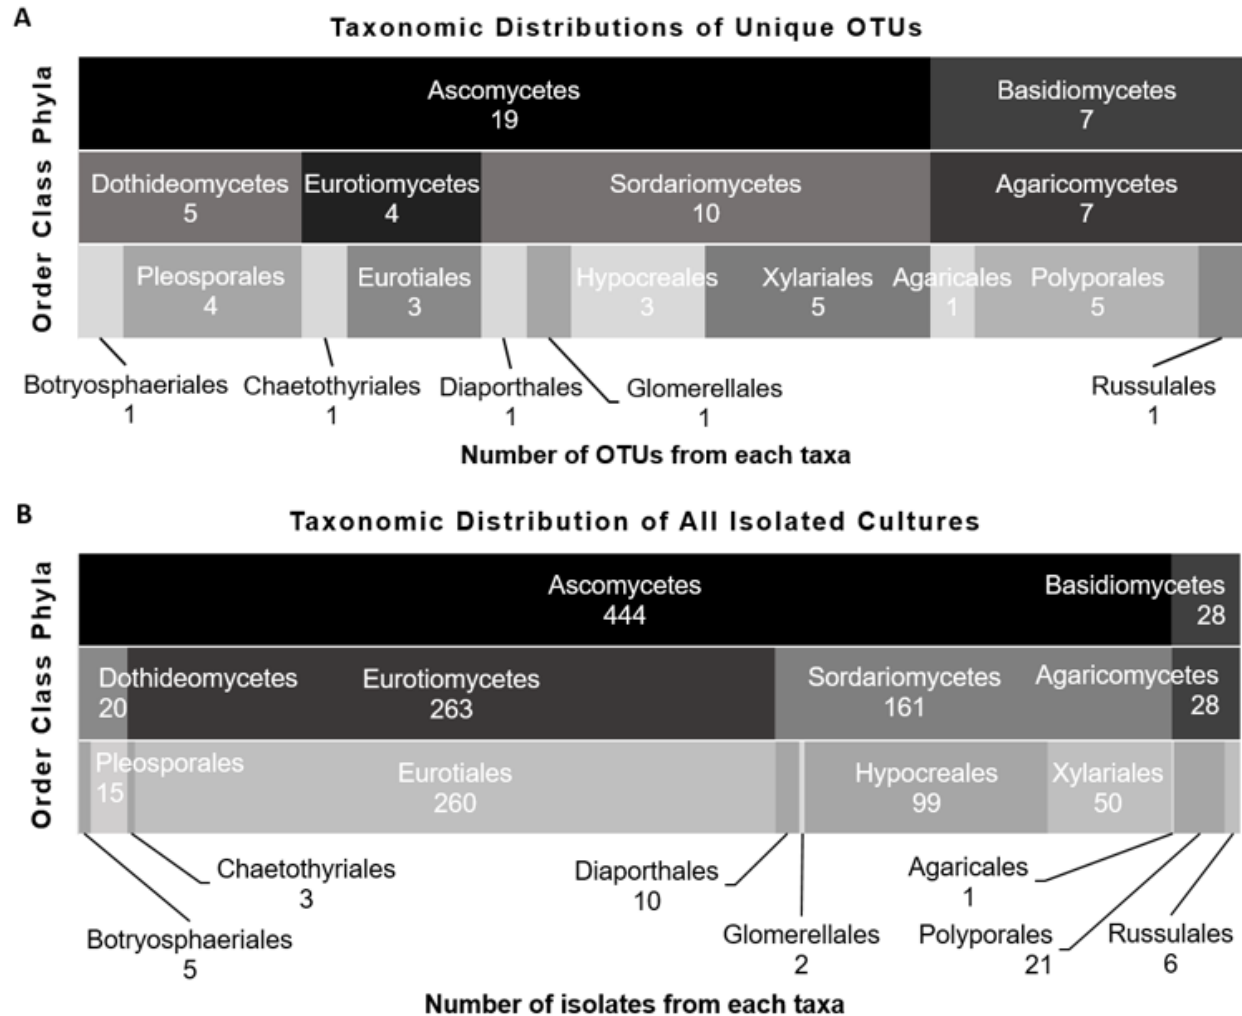 A
Taxonomic Distributions of Unique OTUs
Phyla
Ascomycetes
19
Basidiomycetes
7
Class
Dothideomycetes
5
Eurotiomycetes
4
Sordariomycetes
10
Agaricomycetes
7
Order
Pleosporales
4
Eurotiales
3
Hypocreales
3
Xylariales
5
Agaricales
1
Polyporales
5
Botryosphaeriales
1
Chaetothyriales
1
Diaporthales
1
Glomerellales
1
Russulales
1
Number of OTUs from each taxa
B
Taxonomic Distribution of All Isolated Cultures
Phyla
Ascomycetes
444
Basidiomycetes
28
Class
Dothideomycetes
20
Eurotiomycetes
263
Sordariomycetes
161
Agaricomycetes
28
Order
Pleosporales
15
Eurotiales
260
Hypocreales
99
Xylariales
50
Chaetothyriales
3
Diaporthales
10
Agaricales
1
Botryosphaeriales
5
Glomerellales
2
Polyporales
21
Russulales
6
Number of isolates from each taxa